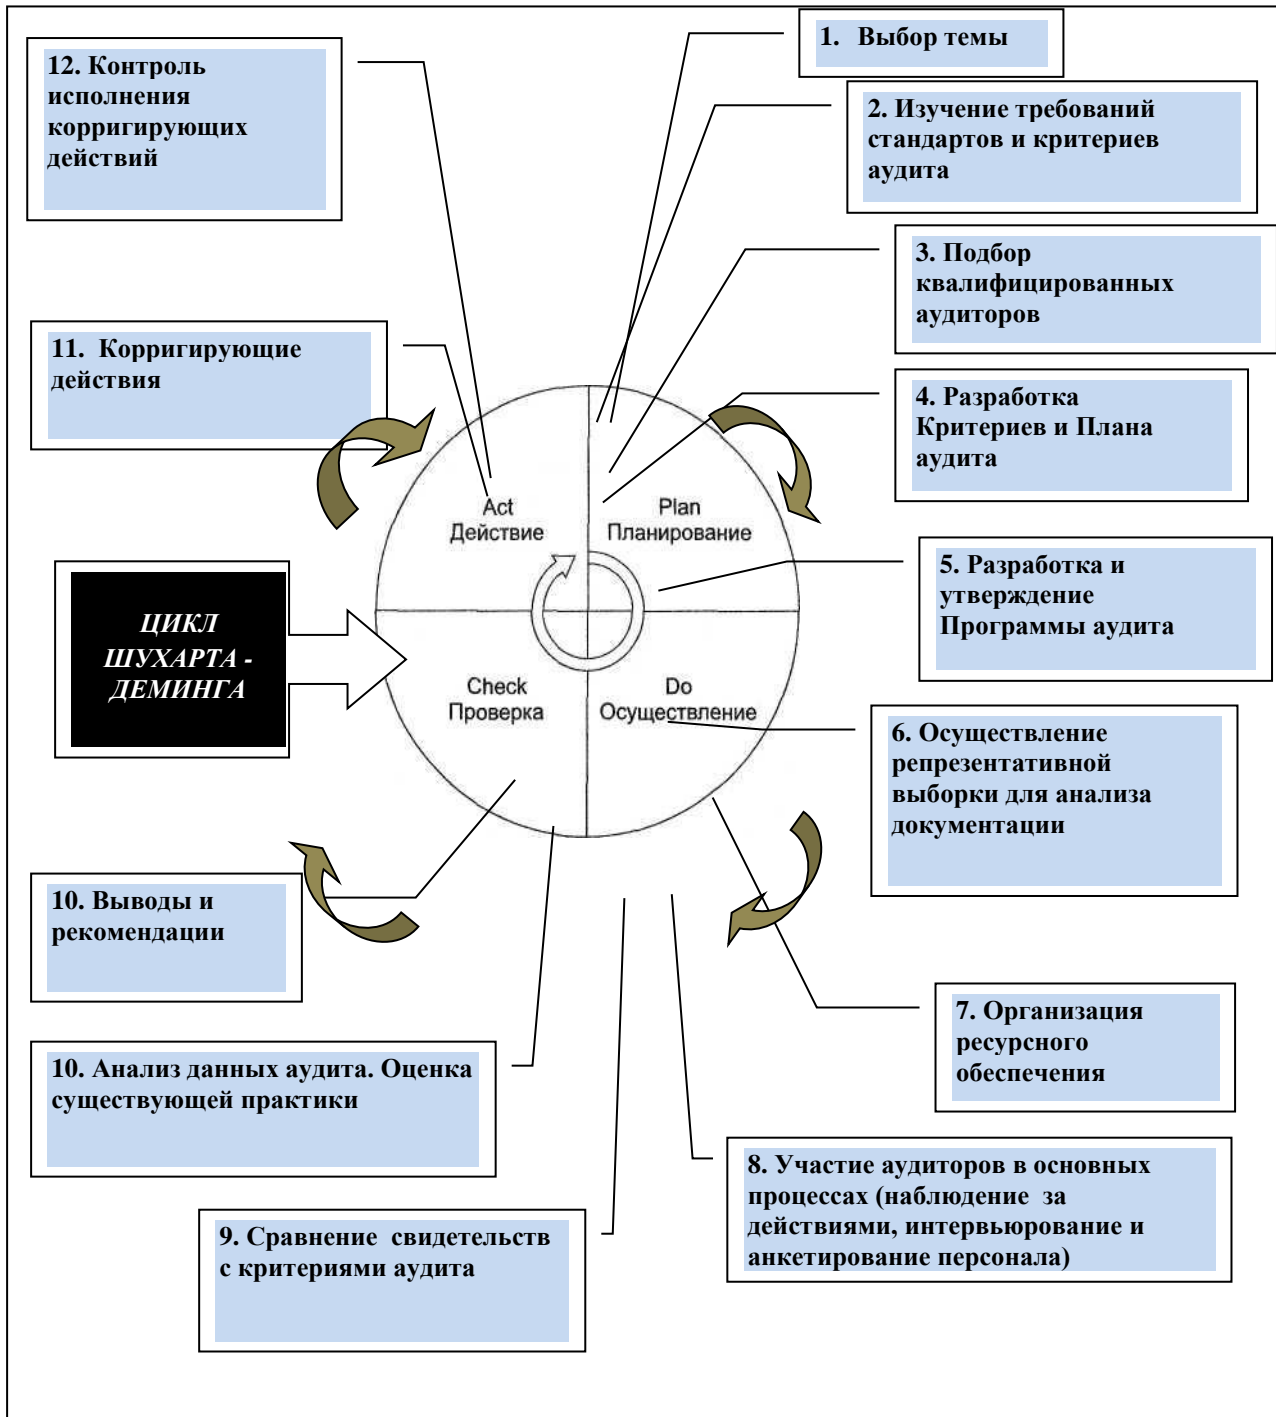 1. Выбор темы
2. Изучение требований
стандартов и критериев
аудита
3. Подбор
квалифицированных
аудиторов
4. Разработка
Критериев и Плана
аудита
5. Разработка и
утверждение
Программы аудита
6. Осуществление
репрезентативной
выборки для анализа
документации
7. Организация
ресурсного
обеспечения
8. Участие аудиторов в основных
процессах (наблюдение за
действиями, интервьюрование и
анкетирование персонала)
9. Сравнение свидетельств
с критериями аудита
10. Анализ данных аудита. Оценка
существующей практики
10. Выводы и
рекомендации
11. Корригирующие
действия
12. Контроль
исполнения
корригирующих
действий
ЦИКЛ
ШУХАРТА -
ДЕМИНГА
Act
Действие
Plan
Планирование
Check
Проверка
Do
Осуществление